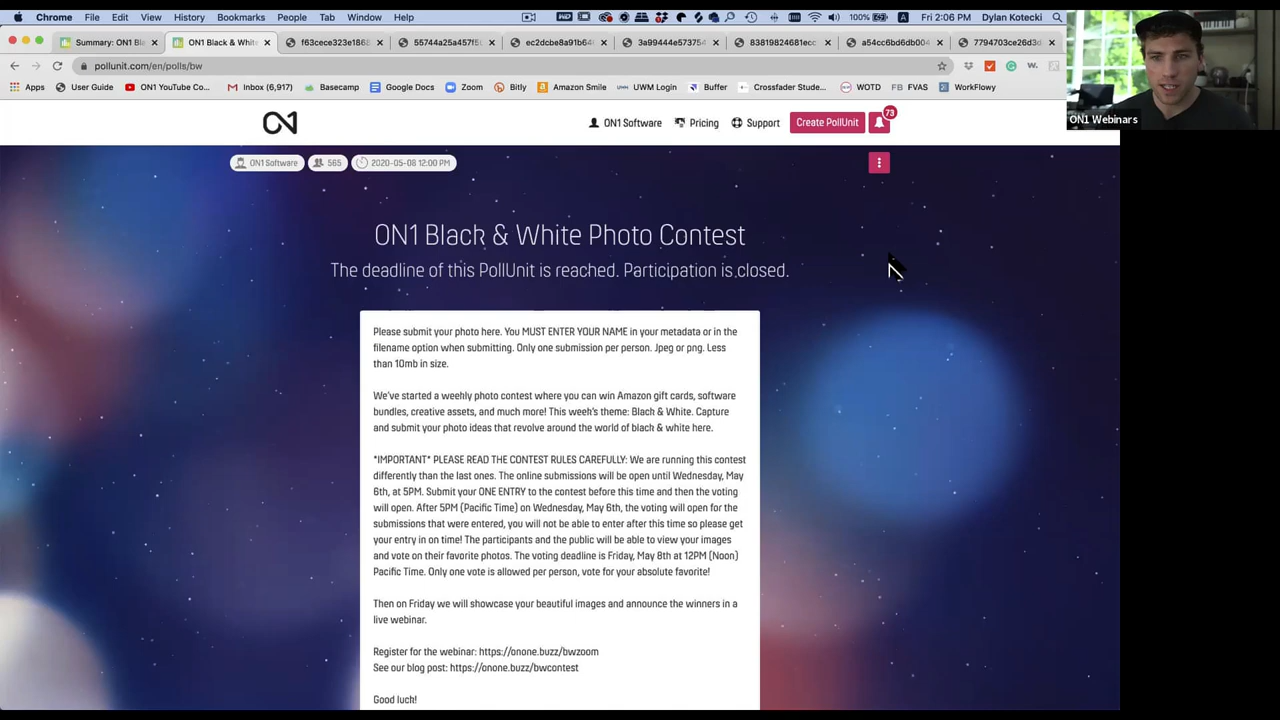 Chrome File Edit View History Bookmarks People Tab Window Help 100% Fri 2:06 PM Dylan Kotecki
Summary: ON1 Bl ON1 Black & White f63cece323e186 55744a25a457f5 ec2dcbe8a91b64 3a99444e573754 83819824681ecc a54cc6bd6db004 7794703ce26d3d
pollunit.com/en/polls/bw
Apps User Guide ON1 YouTube Co... Inbox (6,917) Basecamp Google Docs Zoom Bitly Amazon Smile UWM Login Buffer Crossfader Stude... WOTD FB FVAS WorkFlowy
ON1 Webinars
ON1 Software Pricing Support Create PollUnit 73
ON1 Software 565 2020-05-08 12:00 PM
ON1 Black & White Photo Contest
The deadline of this PollUnit is reached. Participation is closed.
Please submit your photo here. You MUST ENTER YOUR NAME in your metadata or in the
filename option when submitting. Only one submission per person. Jpeg or png. Less
than 10mb in size.
We've started a weekly photo contest where you can win Amazon gift cards, software
bundles, creative assets, and much more! This week's theme: Black & White. Capture
and submit your photo ideas that revolve around the world of black & white here.
*IMPORTANT* PLEASE READ THE CONTEST RULES CAREFULLY: We are running this contest
differently than the last ones. The online submissions will be open until Wednesday, May
6th, at 5PM. Submit your ONE ENTRY to the contest before this time and then the voting
will open. After 5PM (Pacific Time) on Wednesday, May 6th, the voting will open for the
submissions that were entered, you will not be able to enter after this time so please get
your entry in on time! The participants and the public will be able to view your images
and vote on their favorite photos. The voting deadline is Friday, May 8th at 12PM (Noon)
Pacific Time. Only one vote is allowed per person, vote for your absolute favorite!
Then on Friday we will showcase your beautiful images and announce the winners in a
live webinar.
Register for the webinar: https://onone.buzz/bwzoom
See our blog post: https://onone.buzz/bwcontest
Good luck!